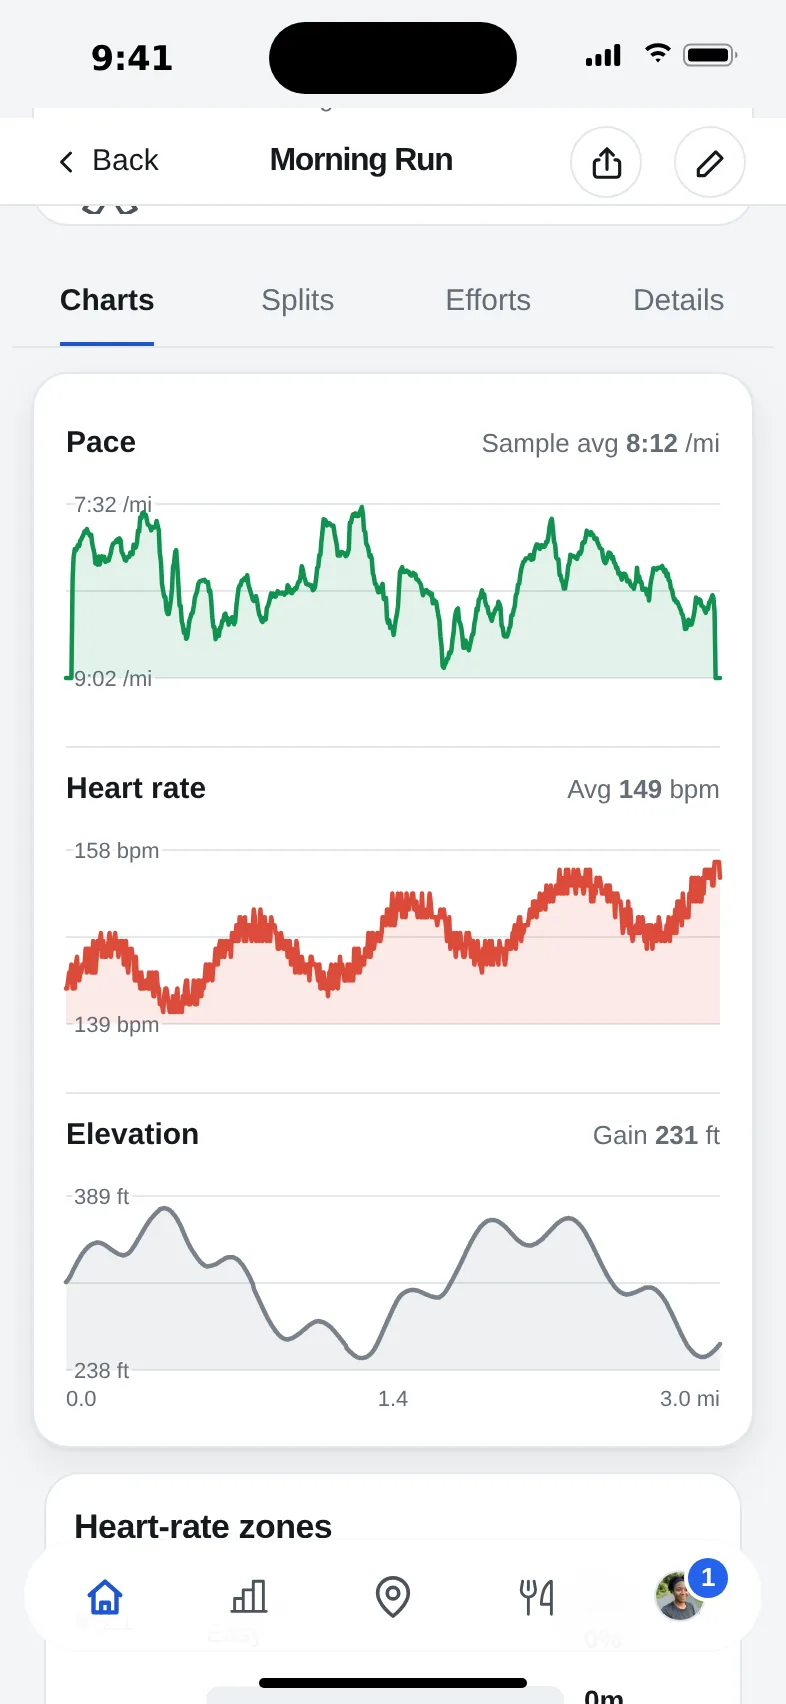 9:41
Back
Morning Run
Charts
Splits
Efforts
Details
Pace
Sample avg 8:12 /mi
7:32 /mi
9:02 /mi
Heart rate
Avg 149 bpm
158 bpm
139 bpm
Elevation
Gain 231 ft
389 ft
238 ft
0.0
1.4
3.0 mi
Heart-rate zones
1
Easy
0%
0m